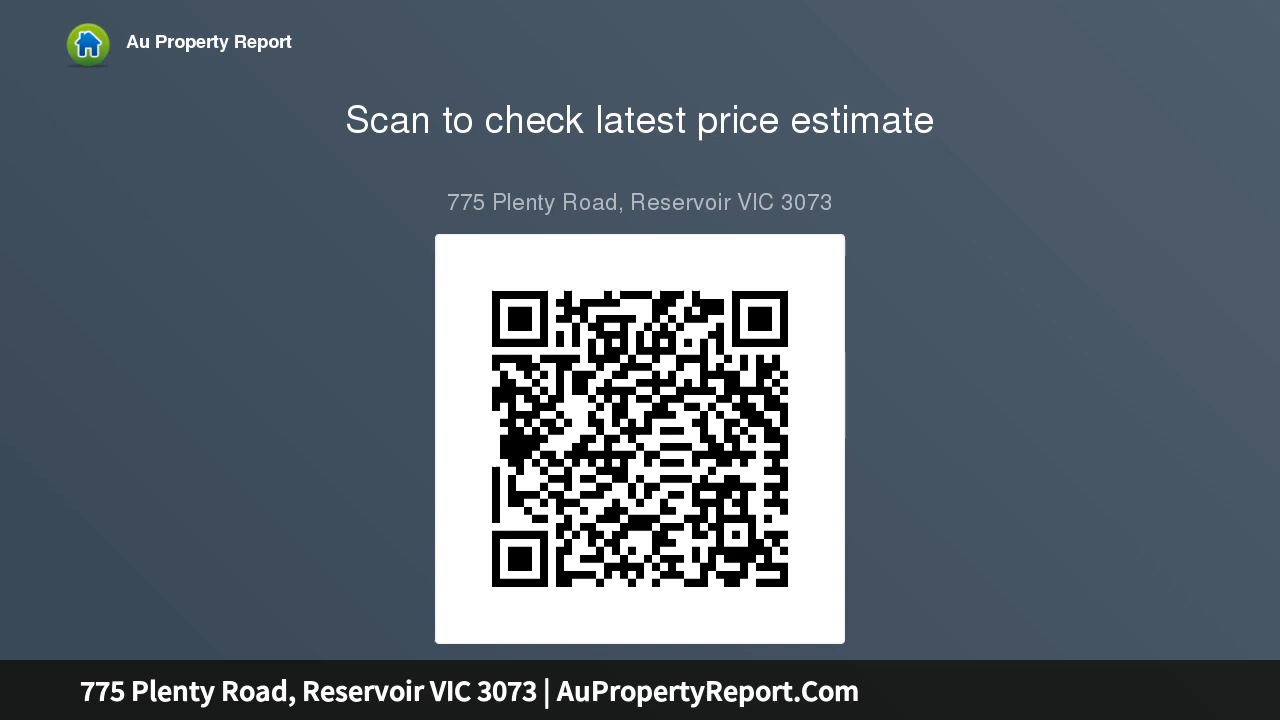 Au Property Report
Scan to check latest price estimate
775 Plenty Road, Reservoir VIC 3073
775 Plenty Road, Reservoir VIC 3073 | AuPropertyReport.Com